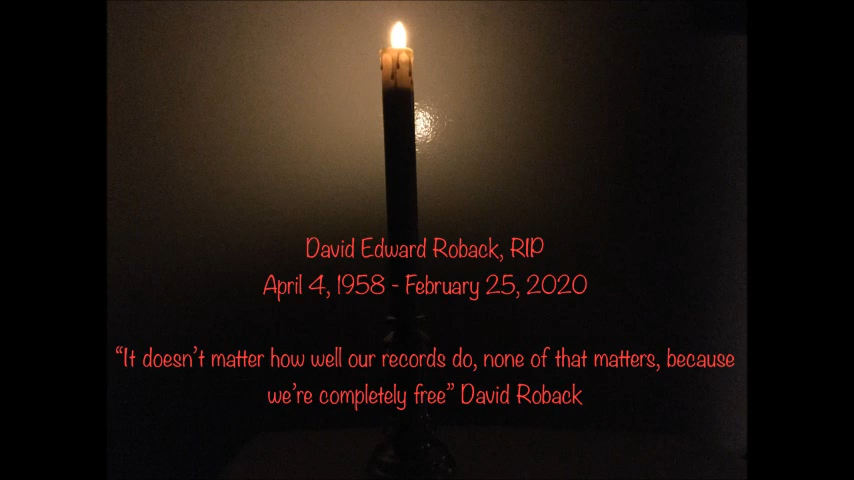 David Edward Roback, RIP
April 4, 1958 - February 25, 2020
“It doesn’t matter how well our records do, none of that matters, because
we’re completely free” David Roback